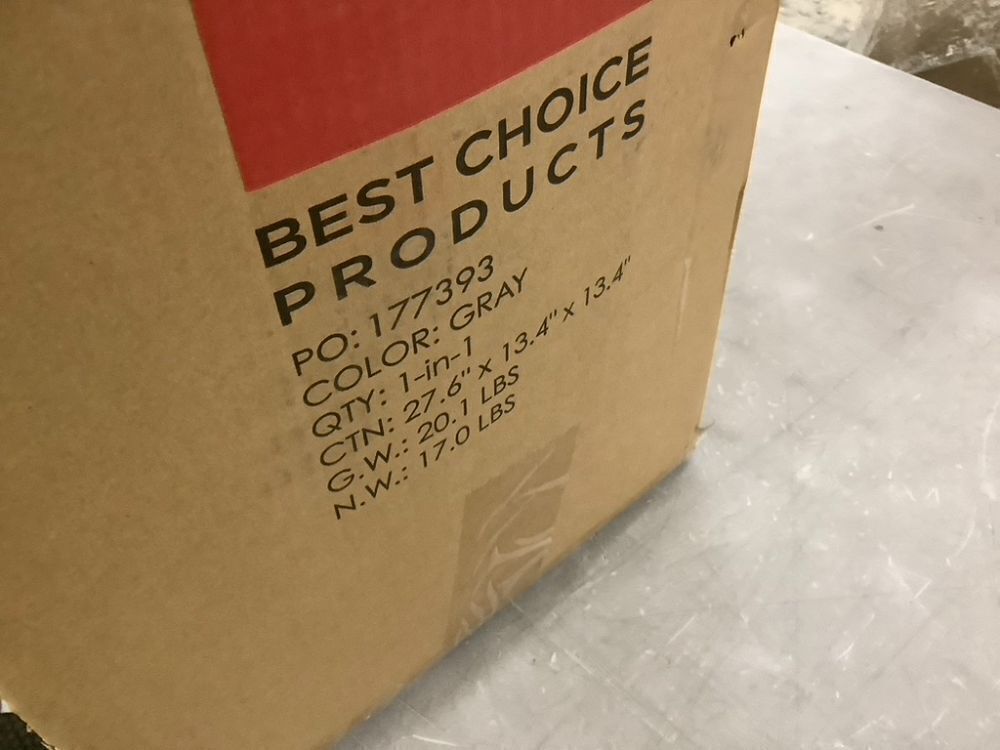 BEST CHOICE
PRODUCTS
PO: 177393
COLOR: GRAY
QTY: 1-in-1
CTN: 27.6" x 13.4" x 13.4"
G.W.: 20.1 LBS
N.W.: 17.0 LBS